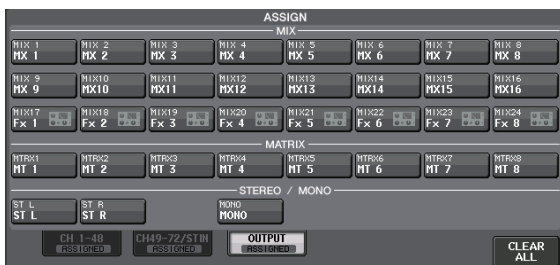 ASSIGN
MIX
MIX 1 MIX 2 MIX 3 MIX 4 MIX 5 MIX 6 MIX 7 MIX 8
MX 1 MX 2 MX 3 MX 4 MX 5 MX 6 MX 7 MX 8
MIX 9 MIX10 MIX11 MIX12 MIX13 MIX14 MIX15 MIX16
MX 9 MX10 MX11 MX12 MX13 MX14 MX15 MX16
MIX17 MIX18 MIX19 MIX20 MIX21 MIX22 MIX23 MIX24
Fx 1 Fx 2 Fx 3 Fx 4 Fx 5 Fx 6 Fx 7 Fx 8
MATRIX
MTRX1 MTRX2 MTRX3 MTRX4 MTRX5 MTRX6 MTRX7 MTRX8
MT 1 MT 2 MT 3 MT 4 MT 5 MT 6 MT 7 MT 8
STEREO / MONO
ST L ST R MONO
ST L ST R MONO
CH 1-48 CH49-72/STIN OUTPUT
ASSIGNED ASSIGNED ASSIGNED
CLEAR
ALL